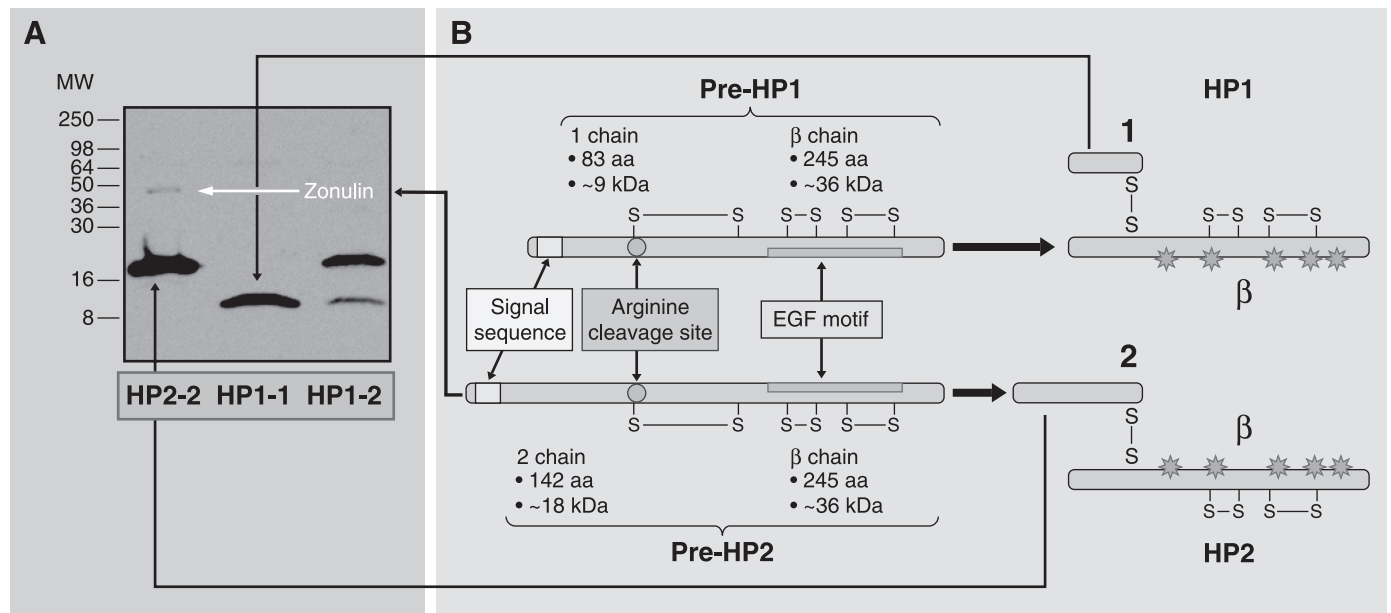 A
MW
250
98
64
50
36
30
16
8
Zonulin
HP2-2 HP1-1 HP1-2
B
Pre-HP1
1 chain
• 83 aa
• ~9 kDa
β chain
• 245 aa
• ~36 kDa
S S S–S S S
Signal
sequence
Arginine
cleavage site
EGF motif
S S S–S S S
2 chain
• 142 aa
• ~18 kDa
β chain
• 245 aa
• ~36 kDa
Pre-HP2
HP1
1
S
S
S–S S S
β
2
S
S
β
S–S S S
HP2